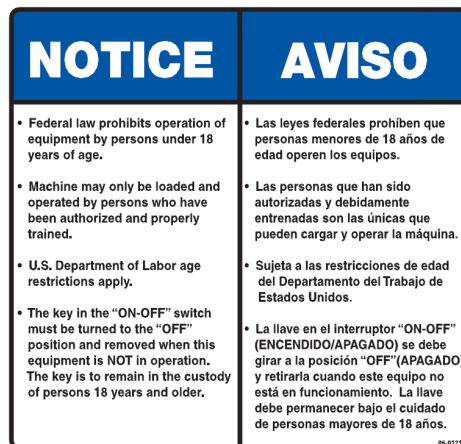 NOTICE
• Federal law prohibits operation of
equipment by persons under 18
years of age.
• Machine may only be loaded and
operated by persons who have
been authorized and properly
trained.
• U.S. Department of Labor age
restrictions apply.
• The key in the “ON-OFF” switch
must be turned to the “OFF”
position and removed when this
equipment is NOT in operation.
The key is to remain in the custody
of persons 18 years and older.
AVISO
• Las leyes federales prohíben que
personas menores de 18 años de
edad operen los equipos.
• Las personas que han sido
autorizadas y debidamente
entrenadas son las únicas que
pueden cargar y operar la máquina.
• Sujeta a las restricciones de edad
del Departamento del Trabajo de
Estados Unidos.
• La llave en el interruptor “ON-OFF”
(ENCENDIDO/APAGADO) se debe
girar a la posición “OFF”(APAGADO)
y retirarla cuando este equipo no
está en funcionamiento. La llave
debe permanecer bajo el cuidado
de personas mayores de 18 años.